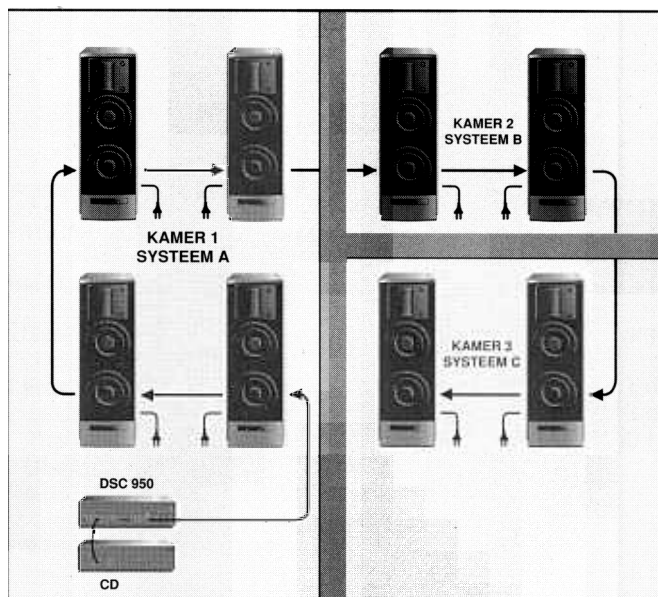 KAMER 2
SYSTEEM B
KAMER 1
SYSTEEM A
KAMER 3
SYSTEEM C
DSC 950
CD